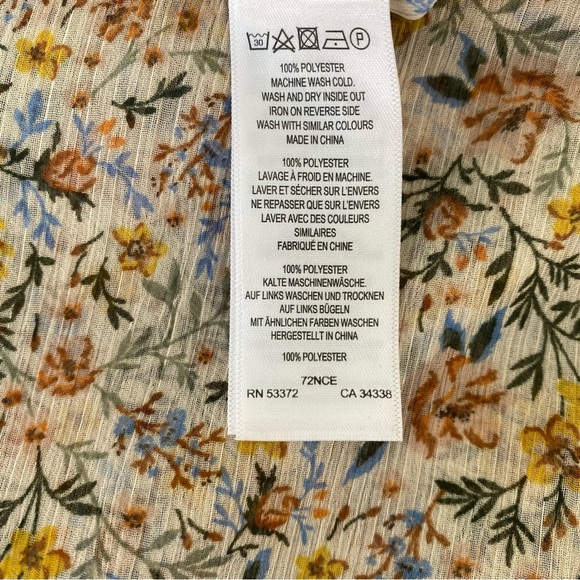 30 P
100% POLYESTER
MACHINE WASH COLD.
WASH AND DRY INSIDE OUT
IRON ON REVERSE SIDE
WASH WITH SIMILAR COLOURS
MADE IN CHINA
100% POLYESTER
LAVAGE À FROID EN MACHINE.
LAVER ET SÉCHER SUR L'ENVERS
NE REPASSER QUE SUR L'ENVERS
LAVER AVEC DES COULEURS
SIMILAIRES
FABRIQUÉ EN CHINE
100% POLYESTER
KALTE MASCHINENWÄSCHE.
AUF LINKS WASCHEN UND TROCKNEN
AUF LINKS BÜGELN
MIT ÄHNLICHEN FARBEN WASCHEN
HERGESTELLT IN CHINA
100% POLYESTER
72NCE
RN 53372 CA 34338